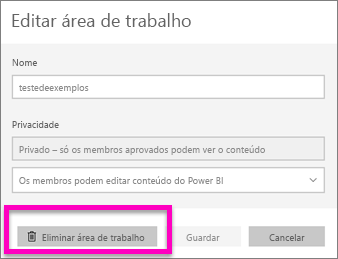 Editar área de trabalho
Nome
testedeexemplos
Privacidade
Privado – só os membros aprovados podem ver o conteúdo
Os membros podem editar conteúdo do Power BI
Eliminar área de trabalho Guardar Cancelar